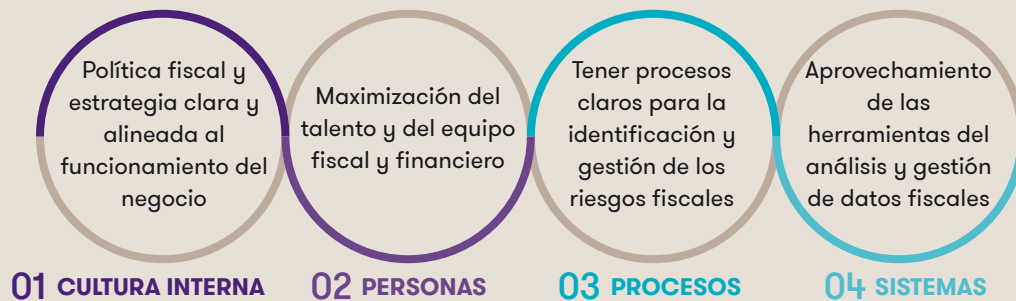 Política fiscal y
estrategia clara y
alineada al
funcionamiento del
negocio
Maximización del
talento y del equipo
fiscal y financiero
Tener procesos
claros para la
identificación y
gestión de los
riesgos fiscales
Aprovechamiento
de las
herramientas del
análisis y gestión
de datos fiscales
01 CULTURA INTERNA
02 PERSONAS
03 PROCESOS
04 SISTEMAS